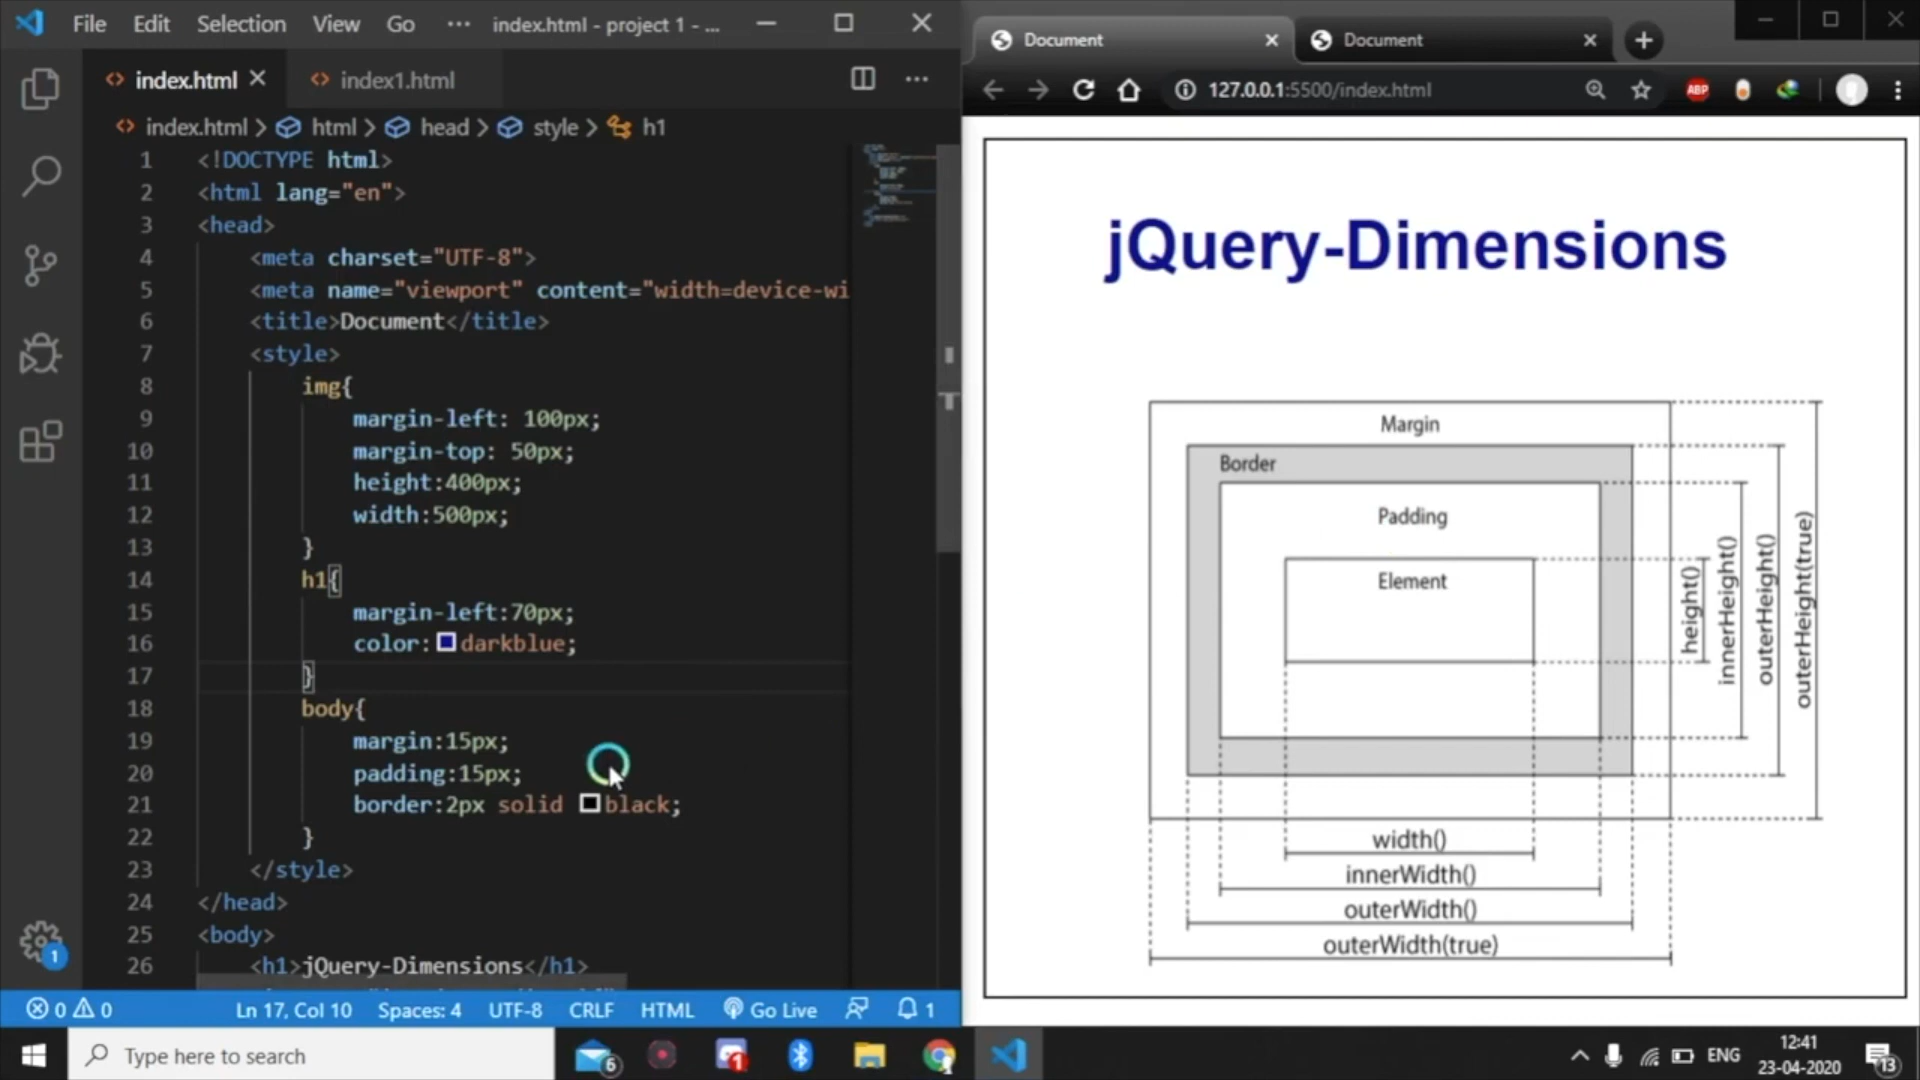 File Edit Selection View Go ··· index.html - project 1 - ...
index.html index1.html
index.html > html > head > style > h1
1 <!DOCTYPE html>
2 <html lang="en">
3 <head>
4 <meta charset="UTF-8">
5 <meta name="viewport" content="width=device-wi
6 <title>Document</title>
7 <style>
8 img{
9 margin-left: 100px;
10 margin-top: 50px;
11 height:400px;
12 width:500px;
13 }
14 h1{
15 margin-left:70px;
16 color: darkblue;
17 }
18 body{
19 margin:15px;
20 padding:15px;
21 border:2px solid black;
22 }
23 </style>
24 </head>
25 <body>
26 <h1>jQuery-Dimensions</h1>
1
0 0 Ln 17, Col 10 Spaces: 4 UTF-8 CRLF HTML Go Live 1
Document Document
127.0.0.1:5500/index.html ABP
jQuery-Dimensions
Margin
Border
Padding
Element
height()
innerHeight()
outerHeight()
outerHeight(true)
width()
innerWidth()
outerWidth()
outerWidth(true)
Type here to search 6 1 ENG 12:41
23-04-2020 13